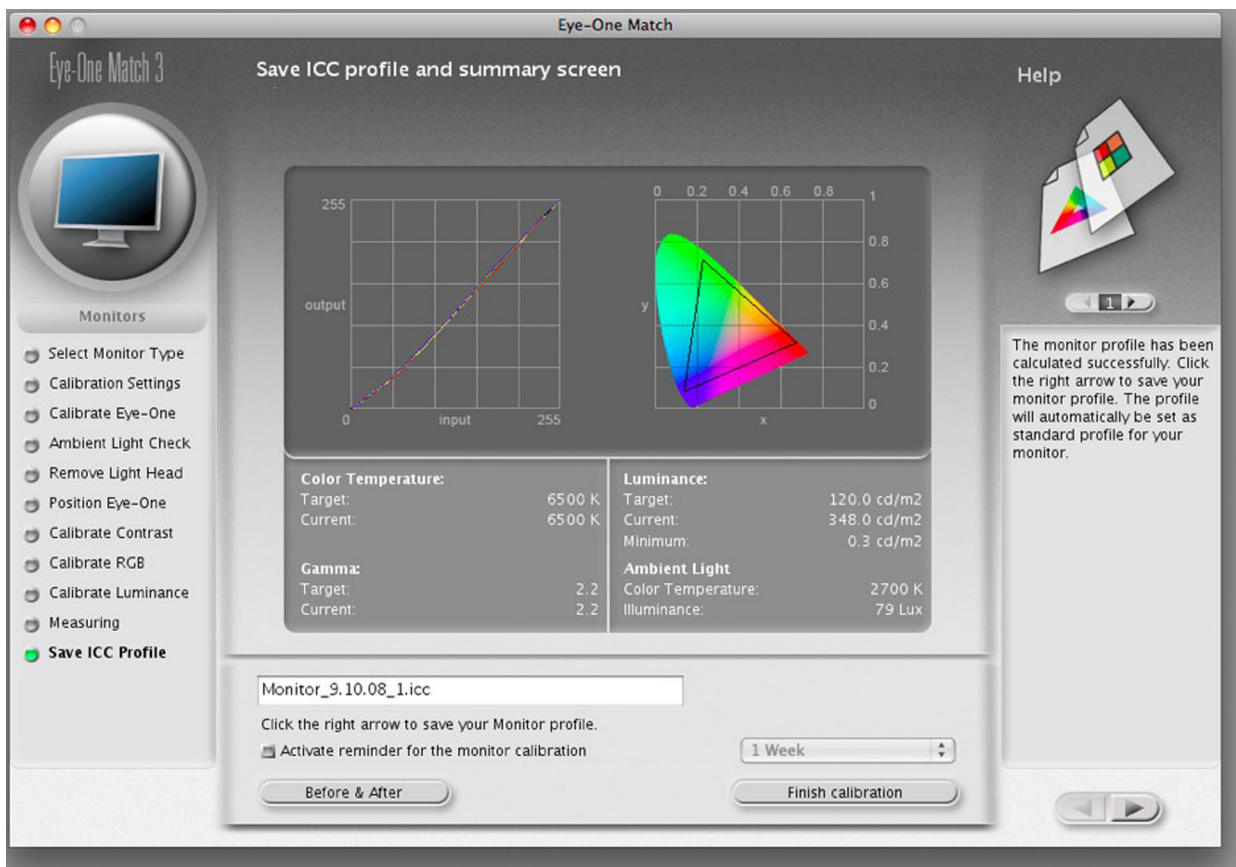 Eye-One Match
Eye-One Match 3
Save ICC profile and summary screen
Help
Monitors
Select Monitor Type
Calibration Settings
Calibrate Eye-One
Ambient Light Check
Remove Light Head
Position Eye-One
Calibrate Contrast
Calibrate RGB
Calibrate Luminance
Measuring
Save ICC Profile
255
output
0 input 255
0 0.2 0.4 0.6 0.8 1
0.8
0.6
y
0.4
0.2
0
x
Color Temperature:
Target: 6500 K
Current: 6500 K
Gamma:
Target: 2.2
Current: 2.2
Luminance:
Target: 120.0 cd/m2
Current: 348.0 cd/m2
Minimum: 0.3 cd/m2
Ambient Light
Color Temperature: 2700 K
Illuminance: 79 Lux
Monitor_9.10.08_1.icc
Click the right arrow to save your Monitor profile.
Activate reminder for the monitor calibration
1 Week
Before & After
Finish calibration
1
The monitor profile has been
calculated successfully. Click
the right arrow to save your
monitor profile. The profile
will automatically be set as
standard profile for your
monitor.